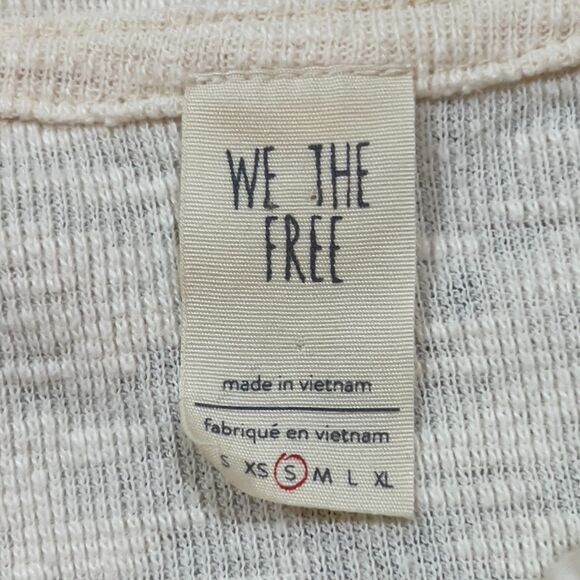 WE THE
FREE
made in vietnam
fabriqué en vietnam
S XS S M L XL